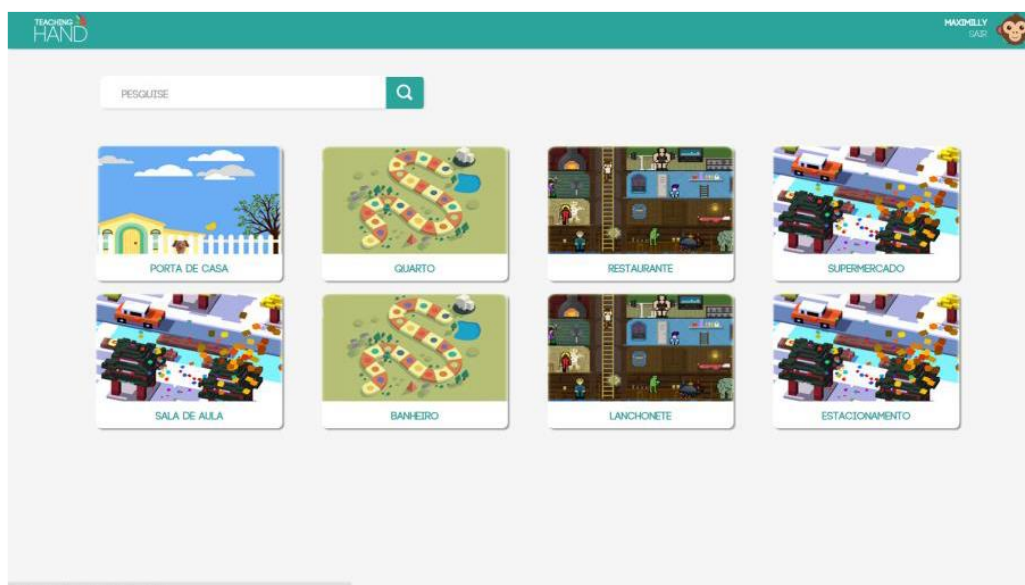 TEACHING
HAND
MAXIMILLY
SAIR
PESQUISE
PORTA DE CASA
QUARTO
RESTAURANTE
SUPERMERCADO
SALA DE AULA
BANHEIRO
LANCHONETE
ESTACIONAMENTO